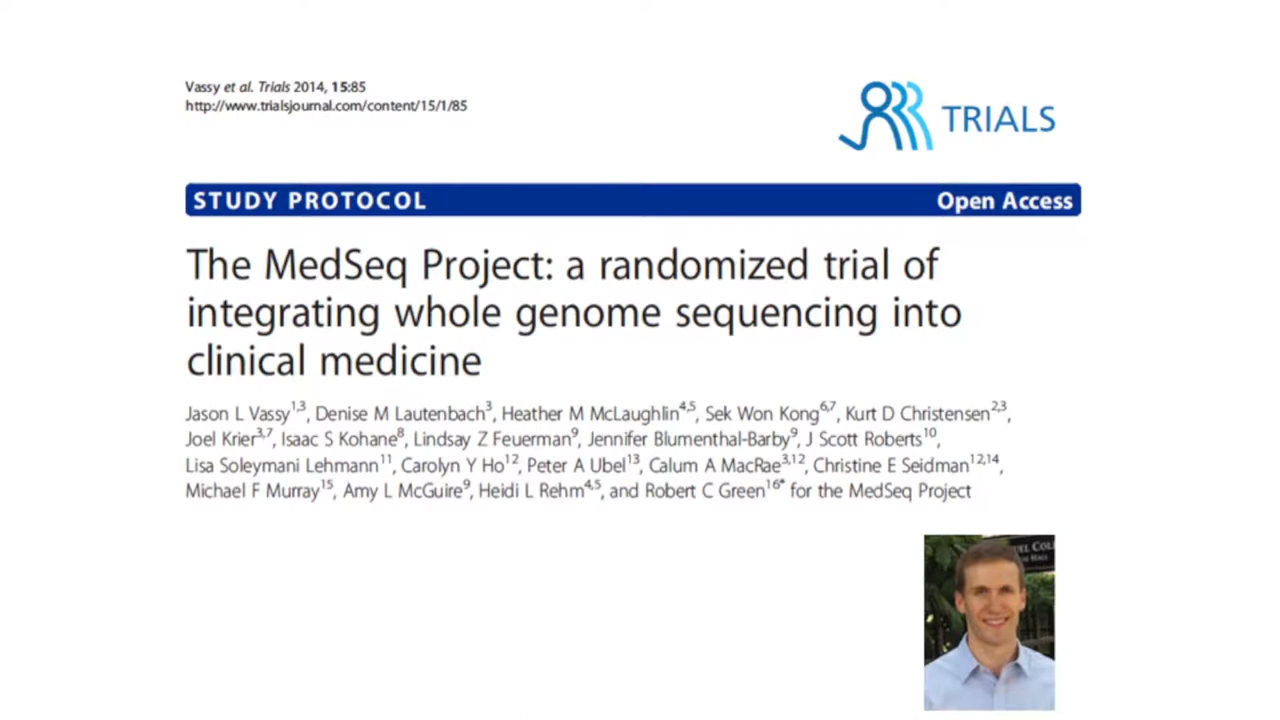 Vassy et al. Trials 2014, 15:85
http://www.trialsjournal.com/content/15/1/85
TRIALS
STUDY PROTOCOL Open Access
The MedSeq Project: a randomized trial of
integrating whole genome sequencing into
clinical medicine
Jason L Vassy1,3, Denise M Lautenbach3, Heather M McLaughlin4,5, Sek Won Kong6,7, Kurt D Christensen2,3,
Joel Krier3,7, Isaac S Kohane8, Lindsay Z Feuerman9, Jennifer Blumenthal-Barby9, J Scott Roberts10,
Lisa Soleymani Lehmann11, Carolyn Y Ho12, Peter A Ubel13, Calum A MacRae3,12, Christine E Seidman12,14,
Michael F Murray15, Amy L McGuire9, Heidi L Rehm4,5, and Robert C Green16* for the MedSeq Project